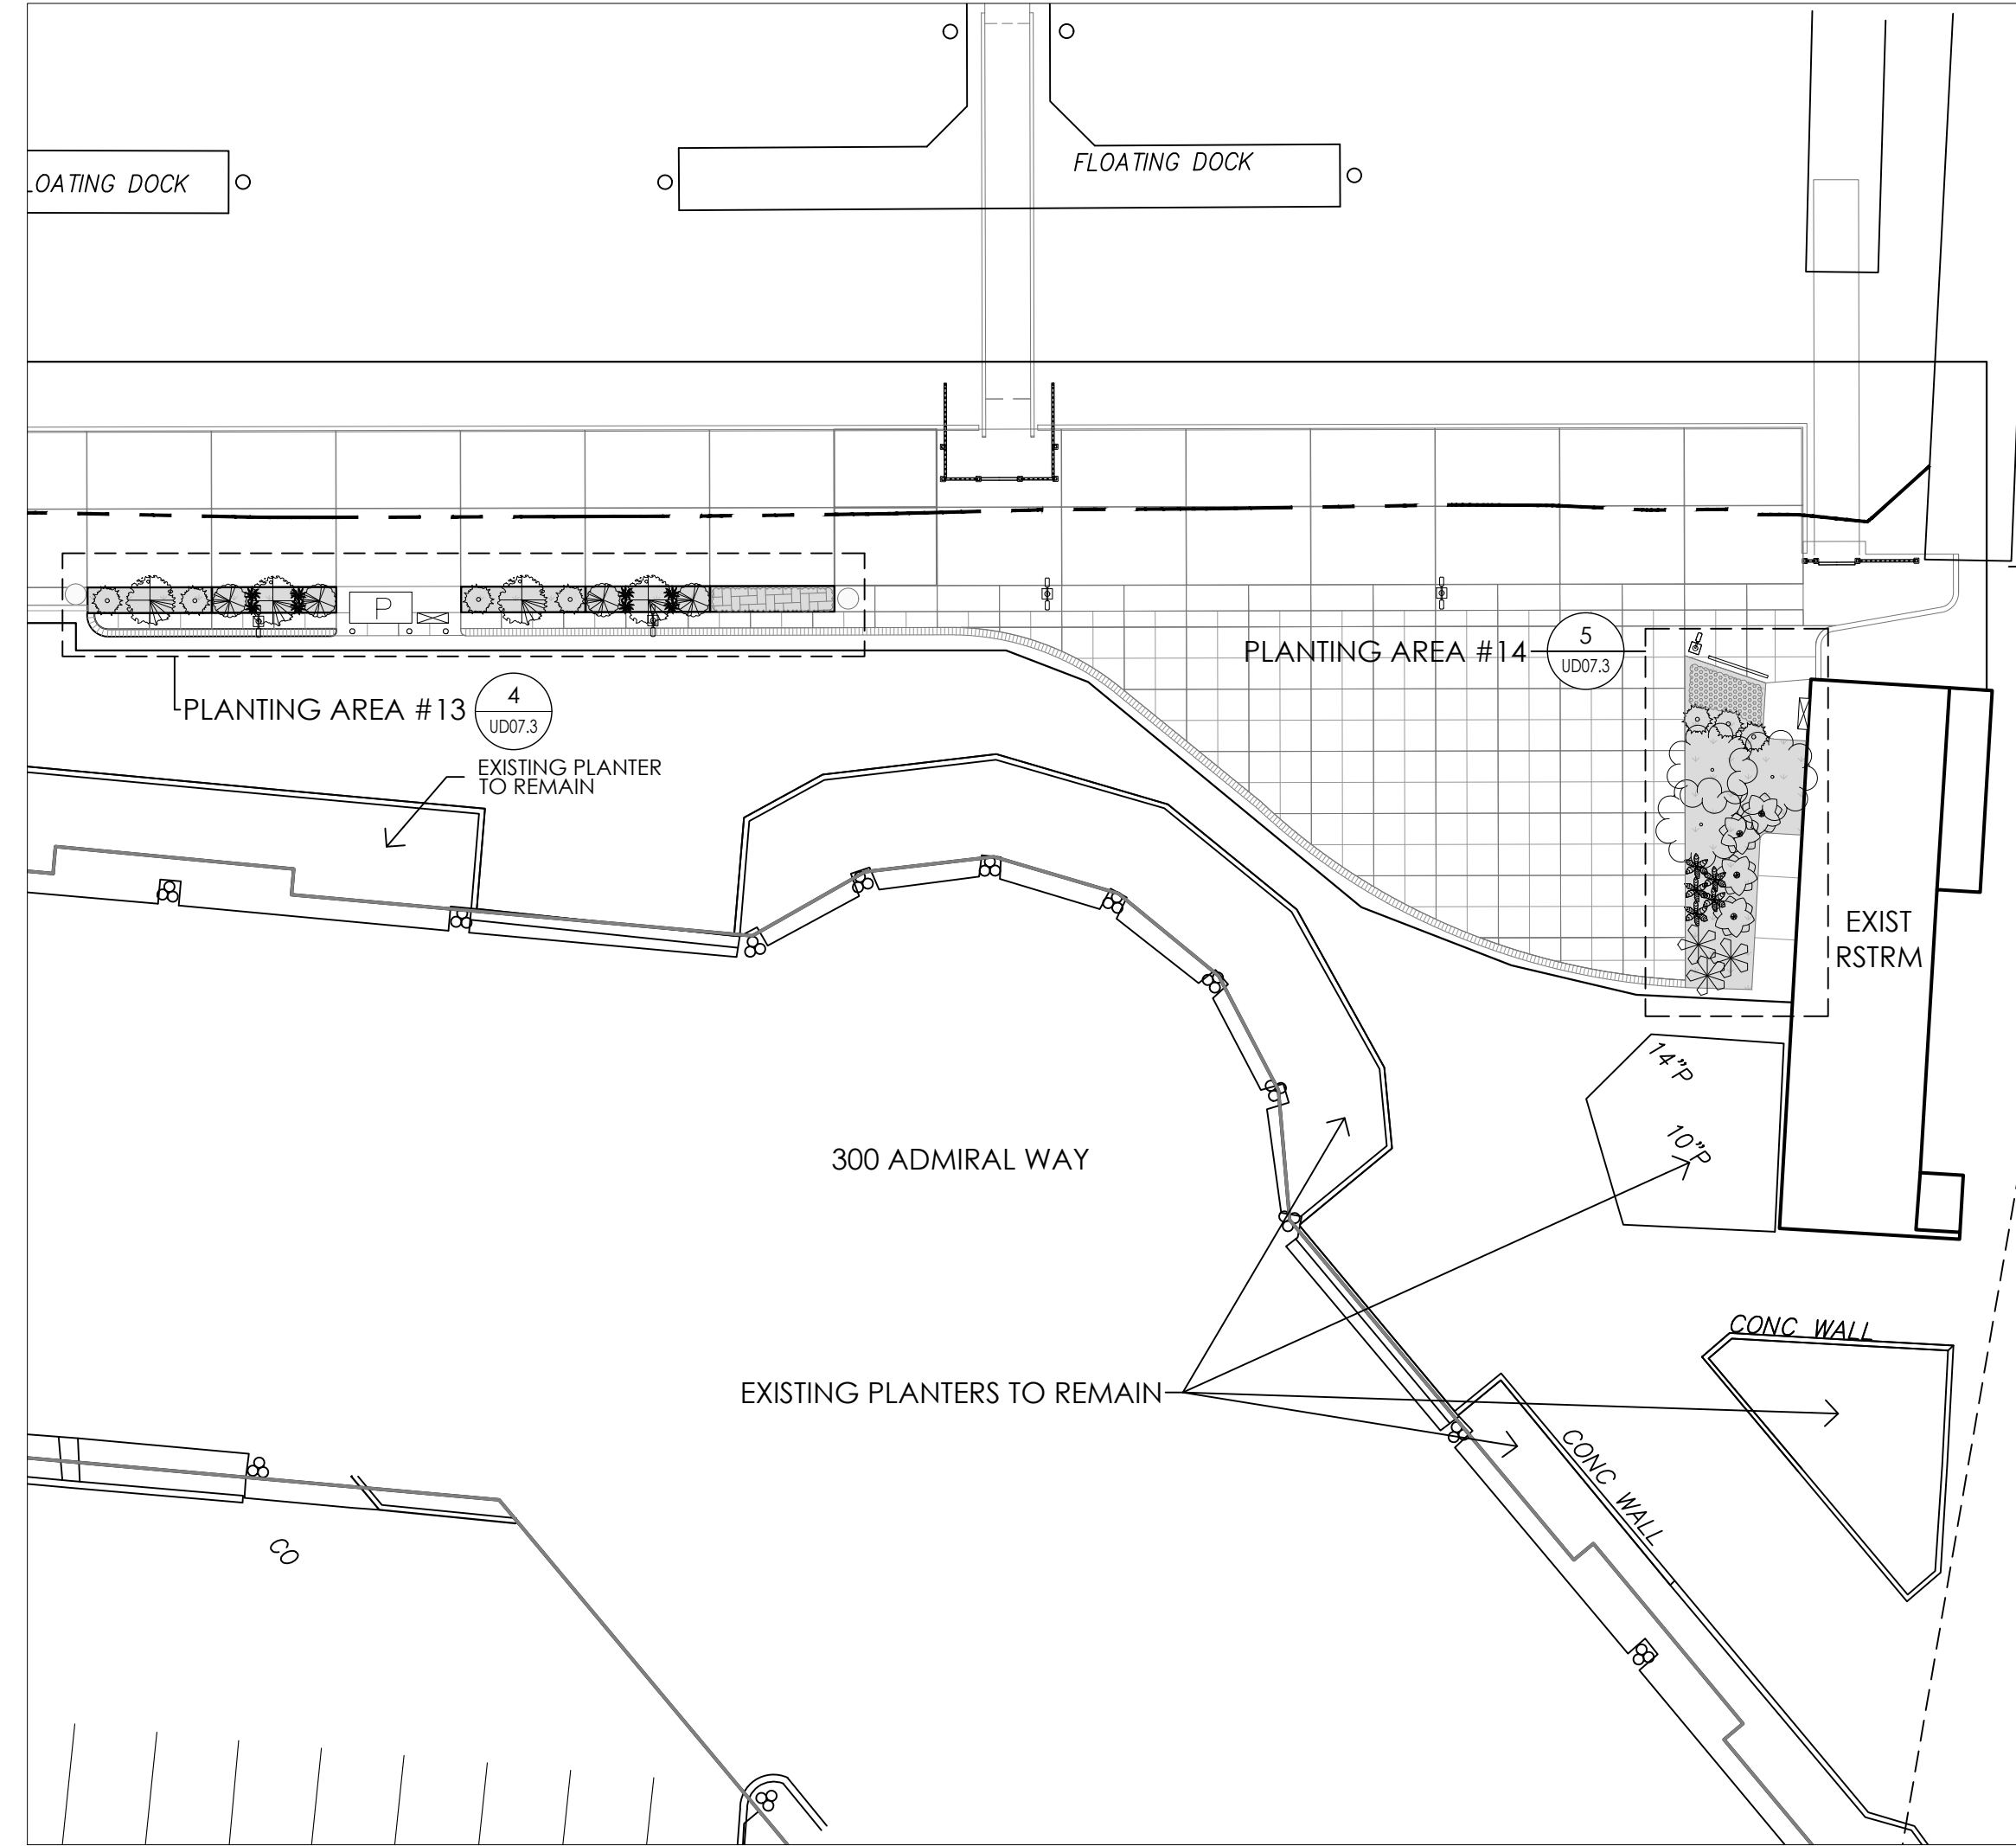 LOATING DOCK
FLOATING DOCK
P
PLANTING AREA #14
5
UD07.3
PLANTING AREA #13
4
UD07.3
EXISTING PLANTER
TO REMAIN
EXIST
RSTRM
14"P
10"P
300 ADMIRAL WAY
CONC WALL
EXISTING PLANTERS TO REMAIN
CONC WALL
CO